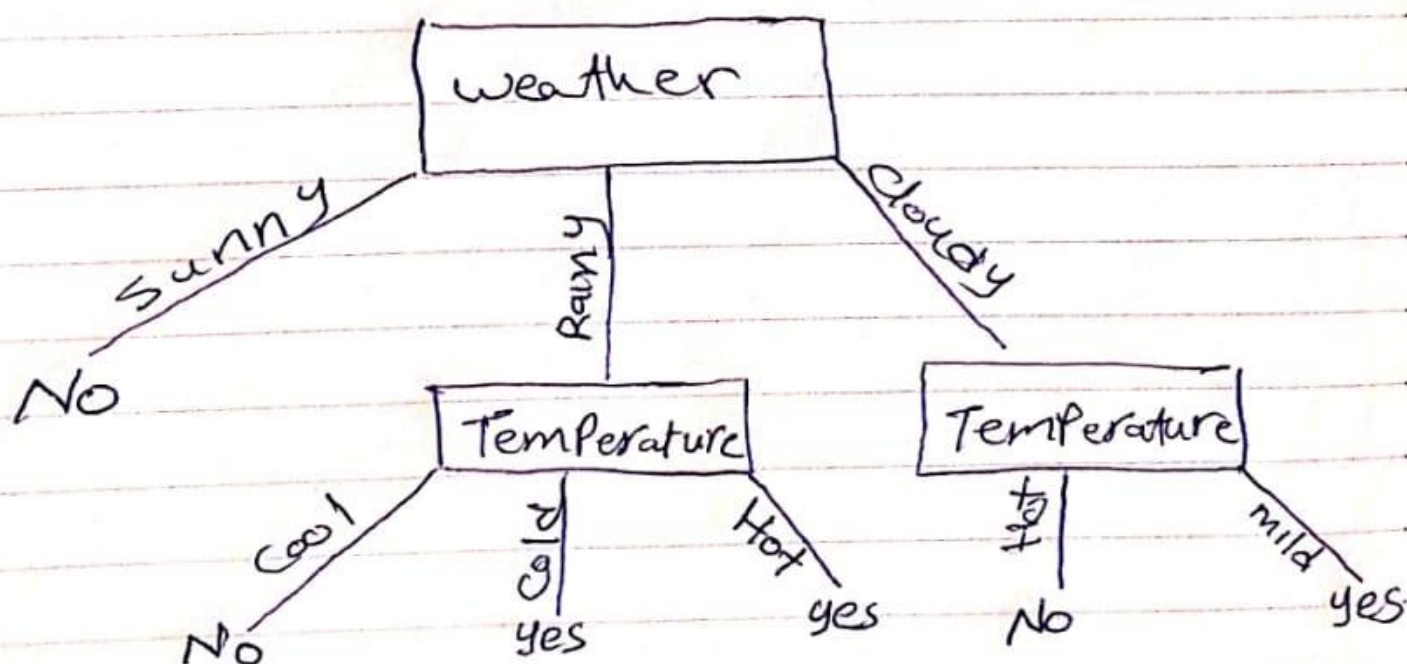 weather
Sunny
Rainy
Cloudy
No
Temperature
Temperature
Cool
Cold
Hot
Hot
mild
No
yes
yes
No
yes